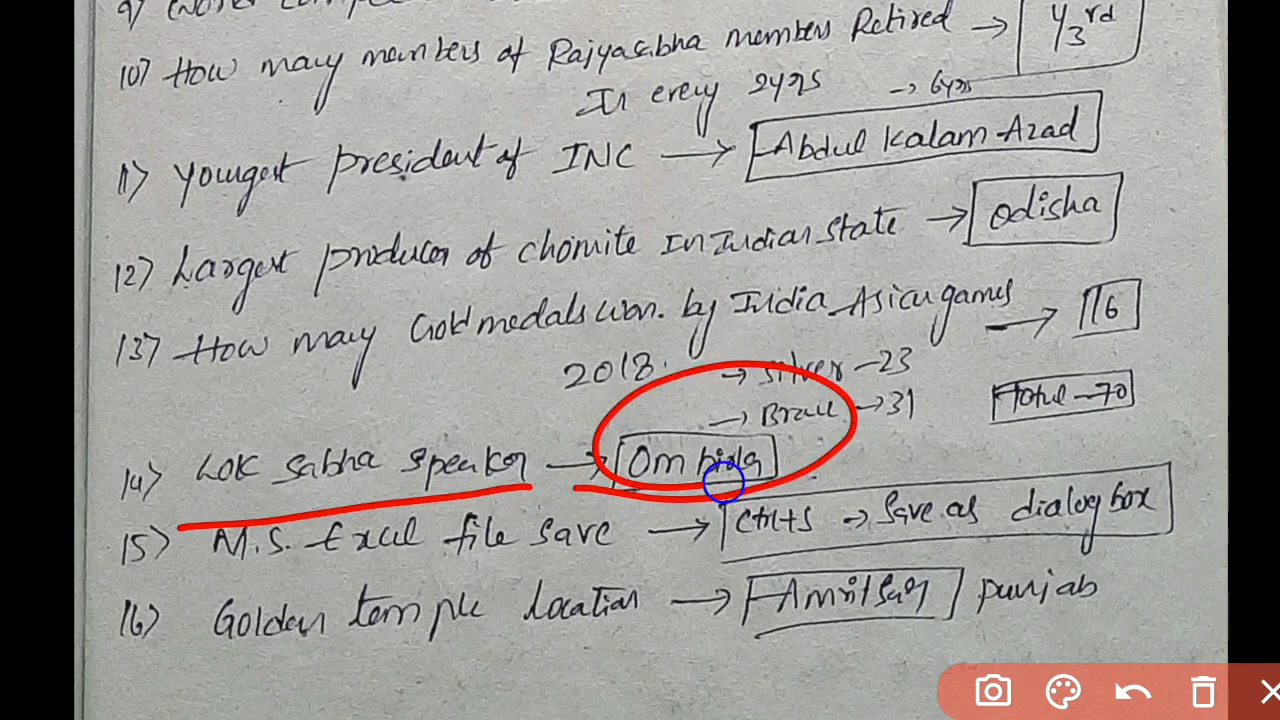 10) How many members of Rajyasabha members Retired → 1/3rd
In every 2yrs → 6yrs
11) Youngest president of INC → Abdul Kalam Azad
12) Largest producer of chomite In Indian State → Odisha
13) How many Gold medals won by India Asian games → 16
2018. → Silver - 23
→ 31 Total - 70
14) Lok Sabha Speaker → Om birla
15) M.S. Excel file save → Ctrl+S → Save as dialog box
16) Golden temple Location → Amritsar punjab